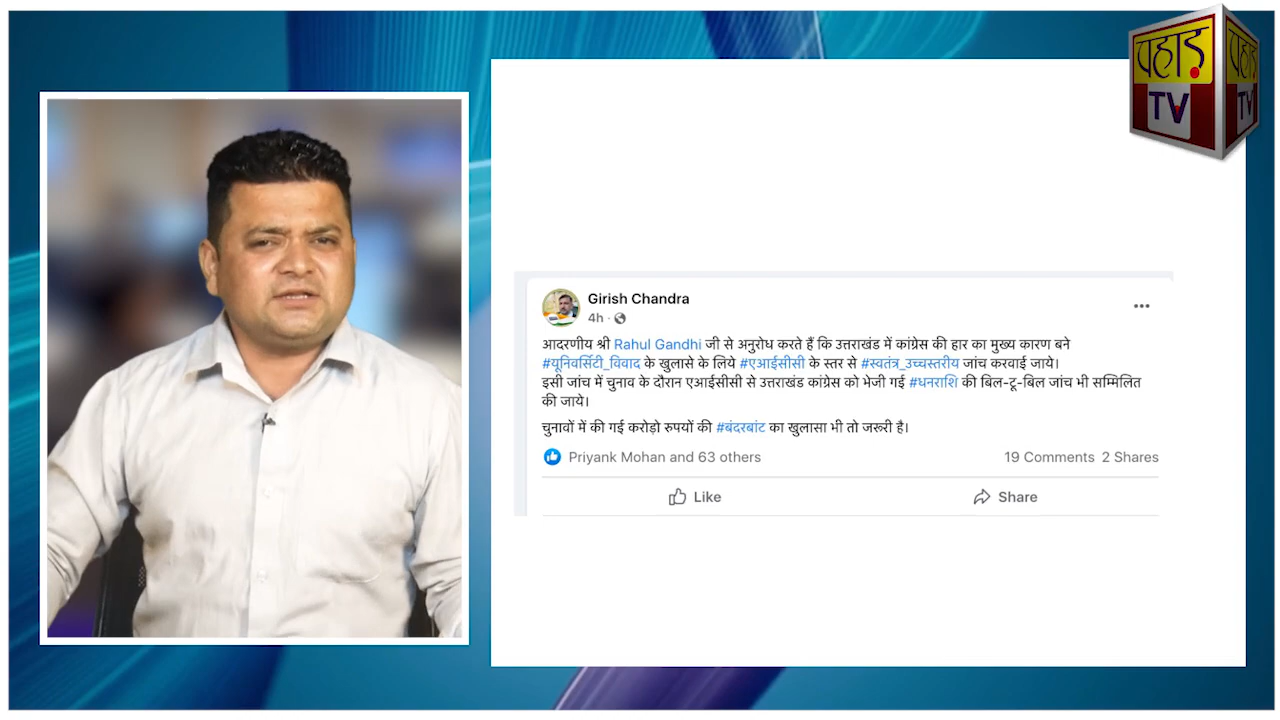 पहाड़
TV
पहाड़
TV
Girish Chandra
4h ·
आदरणीय श्री Rahul Gandhi जी से अनुरोध करते हैं कि उत्तराखंड में कांग्रेस की हार का मुख्य कारण बने
#यूनिवर्सिटी_विवाद के खुलासे के लिये #एआईसीसी के स्तर से #स्वतंत्र_उच्चस्तरीय जांच करवाई जाये।
इसी जांच में चुनाव के दौरान एआईसीसी से उत्तराखंड कांग्रेस को भेजी गई #धनराशि की बिल-टू-बिल जांच भी सम्मिलित
की जाये।
चुनावों में की गई करोड़ो रुपयों की #बंदरबांट का खुलासा भी तो जरूरी है।
Priyank Mohan and 63 others
19 Comments 2 Shares
Like
Share